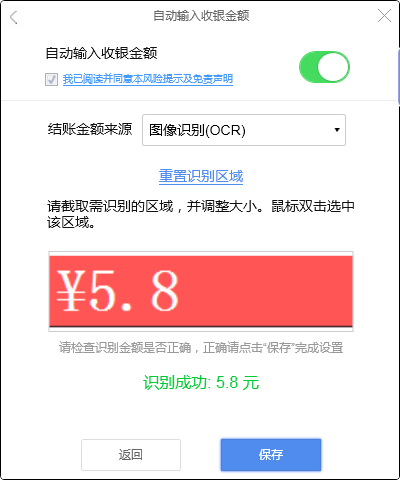 自动输入收银金额
自动输入收银金额
我已阅读并同意本风险提示及免责声明
结账金额来源 图像识别(OCR)
重置识别区域
请截取需识别的区域，并调整大小。鼠标双击选中
该区域。
¥5.8
请检查识别金额是否正确，正确请点击“保存”完成设置
识别成功: 5.8 元
返回 保存